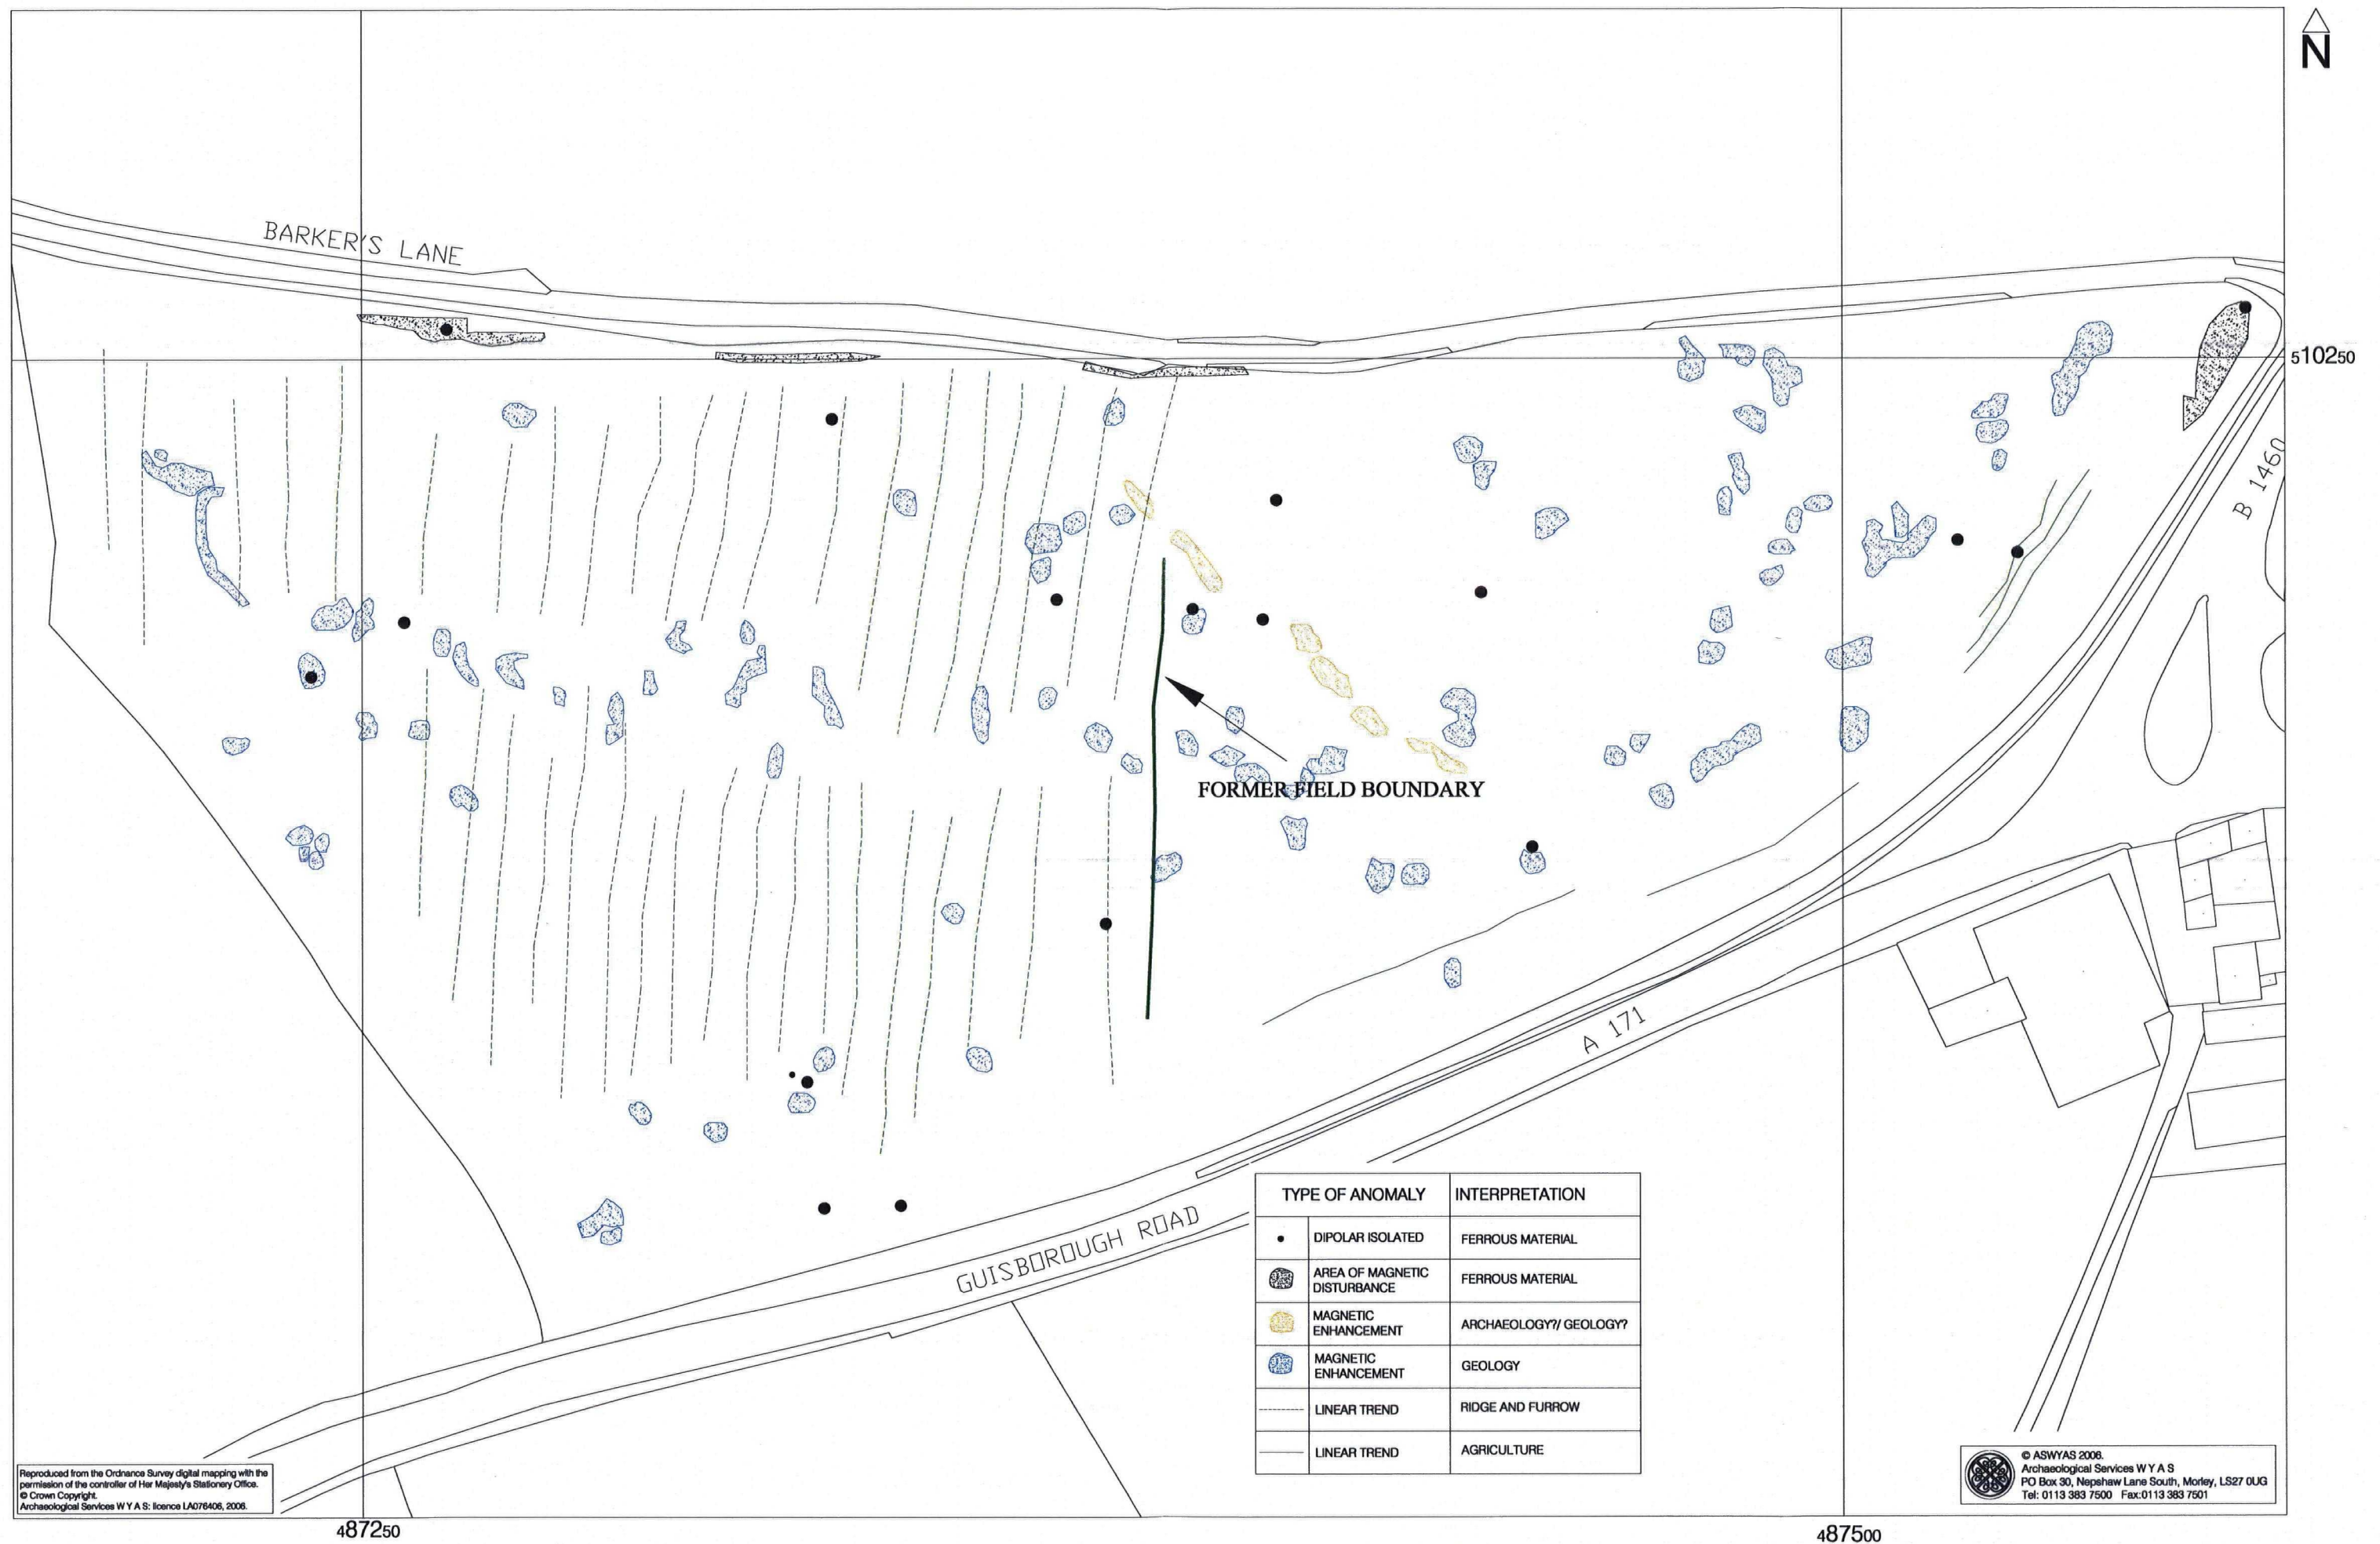 N
BARKER'S LANE
510250
B 1460
FORMER FIELD BOUNDARY
A 171
GUISBOROUGH ROAD
TYPE OF ANOMALY INTERPRETATION
DIPOLAR ISOLATED FERROUS MATERIAL
AREA OF MAGNETIC
DISTURBANCE
FERROUS MATERIAL
MAGNETIC
ENHANCEMENT
ARCHAEOLOGY?/ GEOLOGY?
MAGNETIC
ENHANCEMENT
GEOLOGY
LINEAR TREND RIDGE AND FURROW
LINEAR TREND AGRICULTURE
Reproduced from the Ordnance Survey digital mapping with the
permission of the controller of Her Majesty's Stationery Office.
© Crown Copyright.
Archaeological Services W Y A S: licence LA076406, 2006.
© ASWYAS 2006.
Archaeological Services W Y A S
PO Box 30, Nepshaw Lane South, Morley, LS27 0UG
Tel: 0113 383 7500 Fax:0113 383 7501
487250
487500